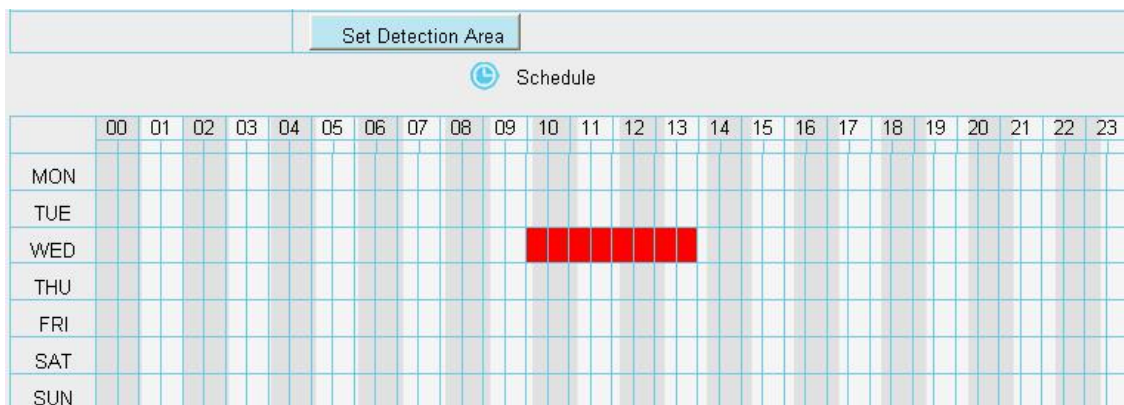 Set Detection Area
Schedule
00 01 02 03 04 05 06 07 08 09 10 11 12 13 14 15 16 17 18 19 20 21 22 23
MON
TUE
WED
THU
FRI
SAT
SUN